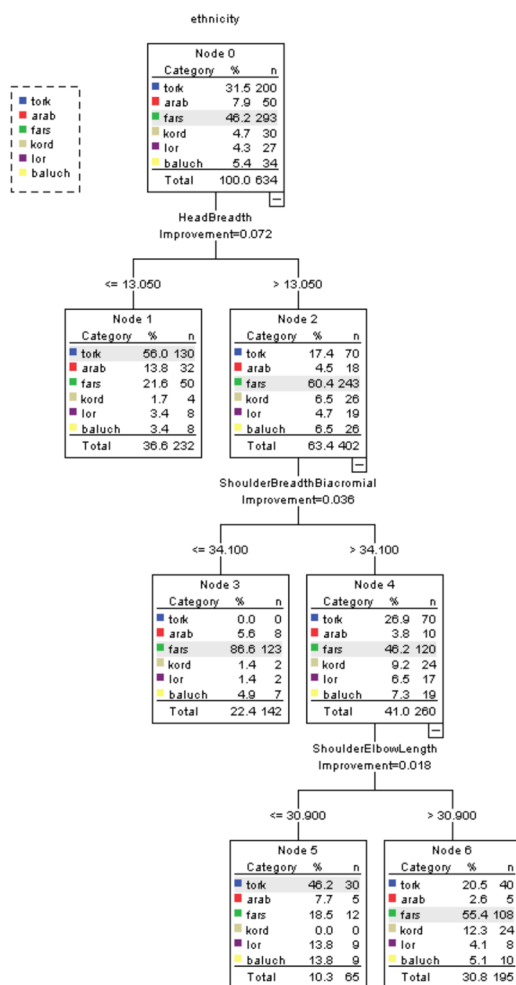 ethnicity
tork
arab
fars
kord
lor
baluch
Node 0
Category % n
tork 31.5 200
arab 7.9 50
fars 46.2 293
kord 4.7 30
lor 4.3 27
baluch 5.4 34
Total 100.0 634
HeadBreadth
Improvement=0.072
<= 13.050
> 13.050
Node 1
Category % n
tork 56.0 130
arab 13.8 32
fars 21.6 50
kord 1.7 4
lor 3.4 8
baluch 3.4 8
Total 36.6 232
Node 2
Category % n
tork 17.4 70
arab 4.5 18
fars 60.4 243
kord 6.5 26
lor 4.7 19
baluch 6.5 26
Total 63.4 402
ShoulderBreadthBiacromial
Improvement=0.036
<= 34.100
> 34.100
Node 3
Category % n
tork 0.0 0
arab 5.6 8
fars 86.6 123
kord 1.4 2
lor 1.4 2
baluch 4.9 7
Total 22.4 142
Node 4
Category % n
tork 26.9 70
arab 3.8 10
fars 46.2 120
kord 9.2 24
lor 6.5 17
baluch 7.3 19
Total 41.0 260
ShoulderElbowLength
Improvement=0.018
<= 30.900
> 30.900
Node 5
Category % n
tork 46.2 30
arab 7.7 5
fars 18.5 12
kord 0.0 0
lor 13.8 9
baluch 13.8 9
Total 10.3 65
Node 6
Category % n
tork 20.5 40
arab 2.6 5
fars 55.4 108
kord 12.3 24
lor 4.1 8
baluch 5.1 10
Total 30.8 195